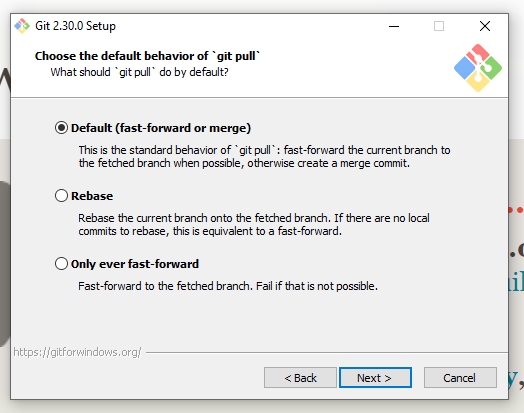 Git 2.30.0 Setup
Choose the default behavior of `git pull`
What should `git pull` do by default?
Default (fast-forward or merge)
This is the standard behavior of `git pull`: fast-forward the current branch to
the fetched branch when possible, otherwise create a merge commit.
Rebase
Rebase the current branch onto the fetched branch. If there are no local
commits to rebase, this is equivalent to a fast-forward.
Only ever fast-forward
Fast-forward to the fetched branch. Fail if that is not possible.
https://gitforwindows.org/
< Back
Next >
Cancel